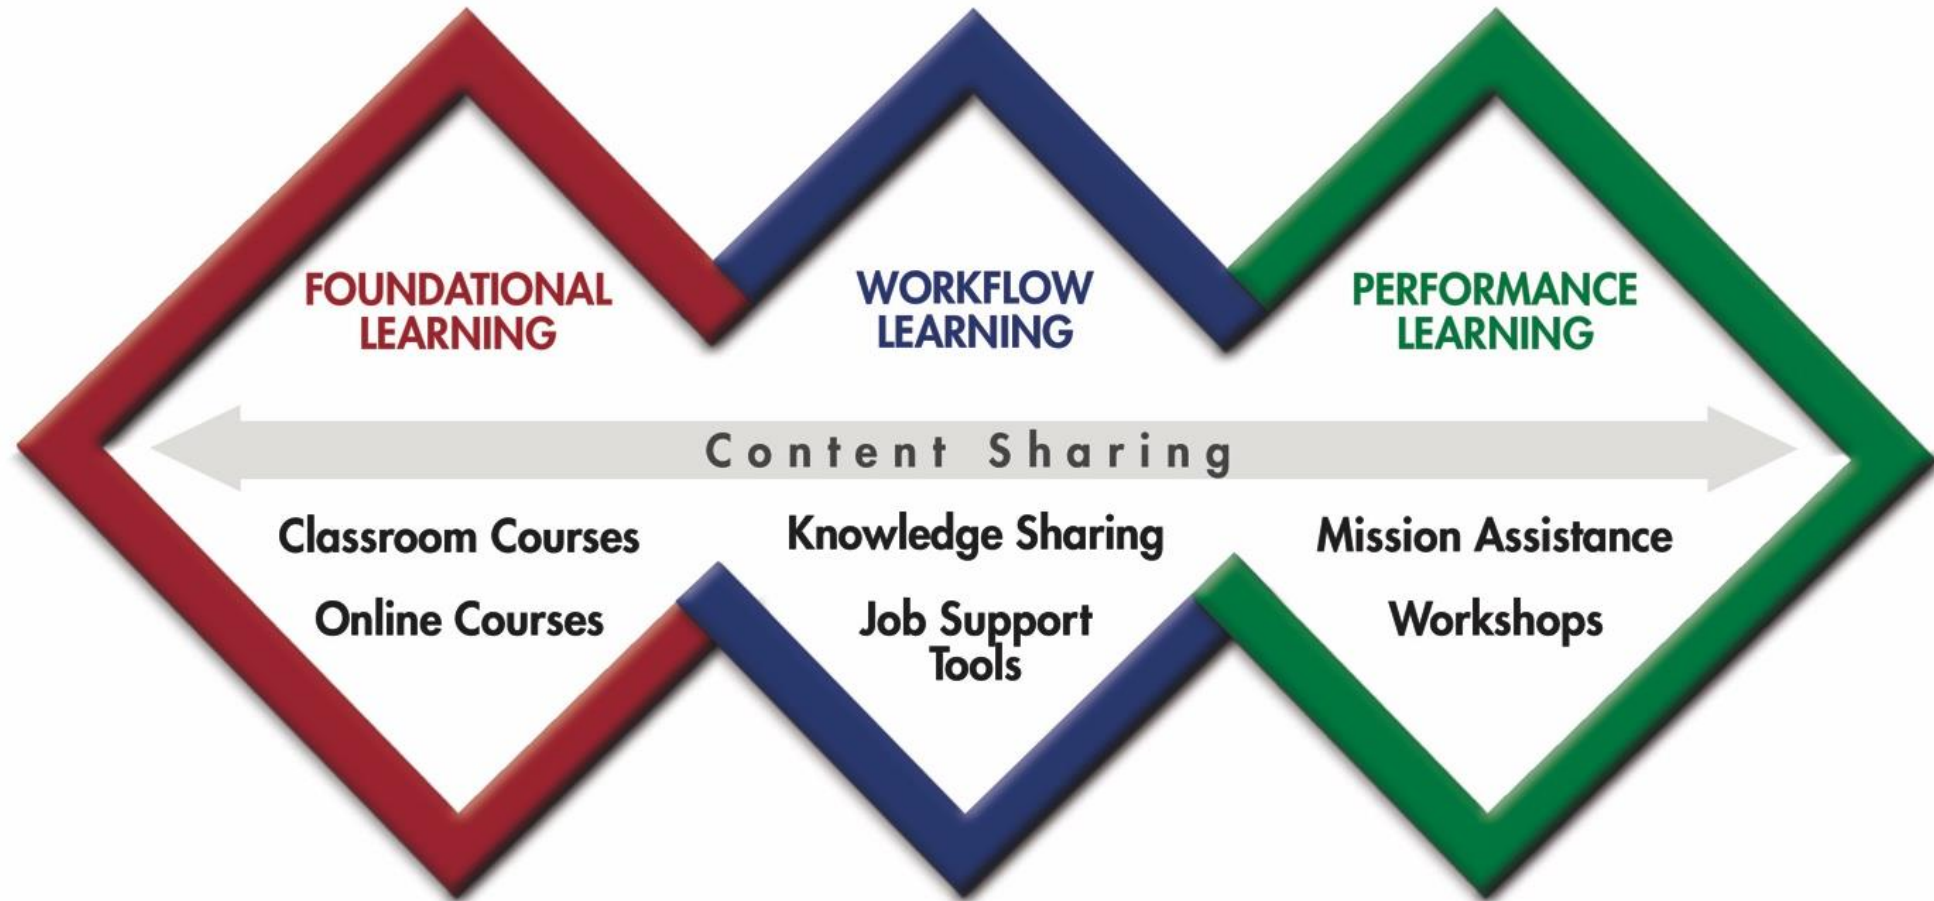 FOUNDATIONAL
LEARNING
WORKFLOW
LEARNING
PERFORMANCE
LEARNING
Content Sharing
Classroom Courses
Online Courses
Knowledge Sharing
Job Support
Tools
Mission Assistance
Workshops